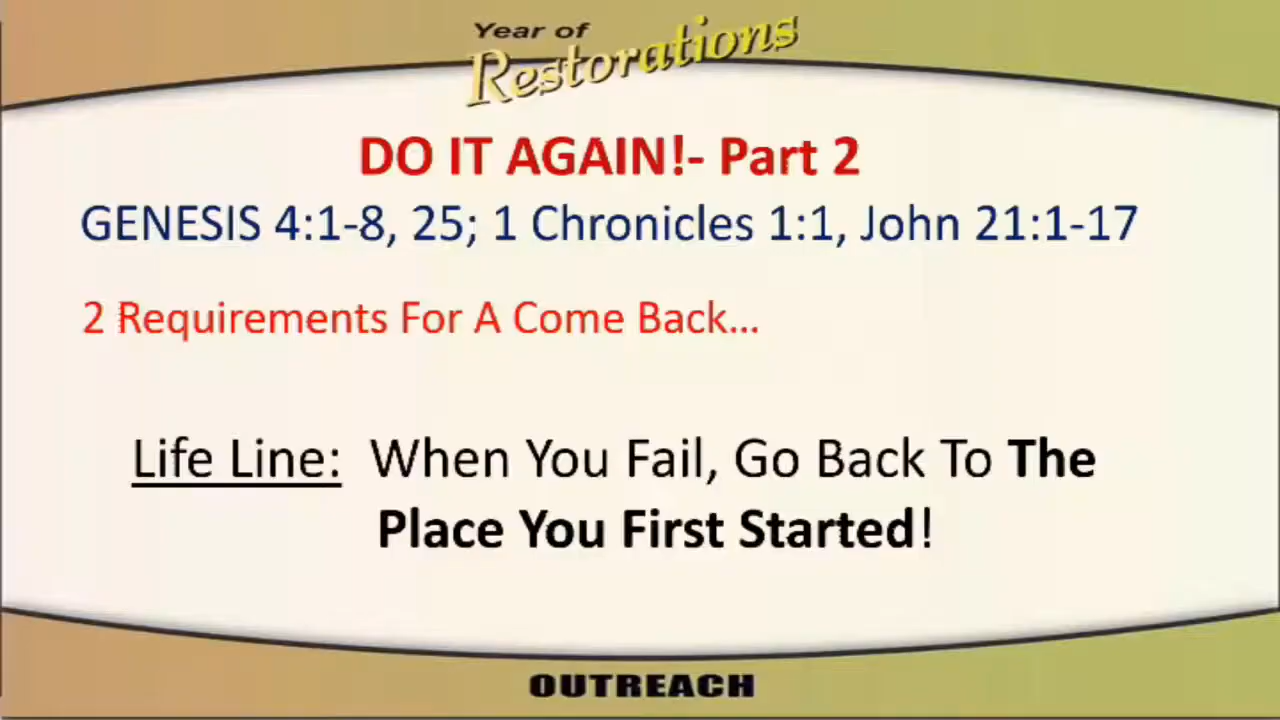 Year of
Restorations
DO IT AGAIN!- Part 2
GENESIS 4:1-8, 25; 1 Chronicles 1:1, John 21:1-17
2 Requirements For A Come Back...
Life Line: When You Fail, Go Back To The
Place You First Started!
OUTREACH